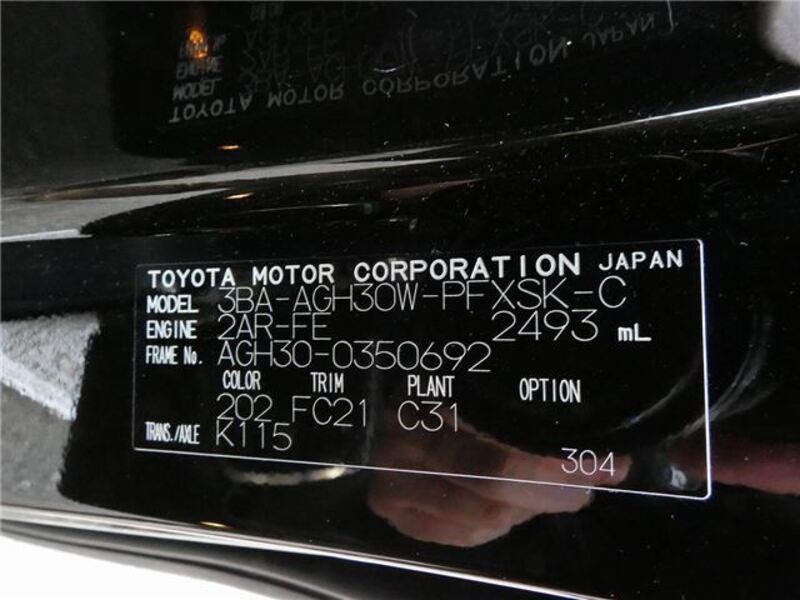 TOYOTA MOTOR CORPORATION JAPAN
MODEL 3BA-AGH30W-PFXSK-C
ENGINE 2AR-FE 2493 mL
FRAME No. AGH30-0350692
COLOR TRIM PLANT OPTION
202 FC21 C31
TRANS./AXLE K115
304